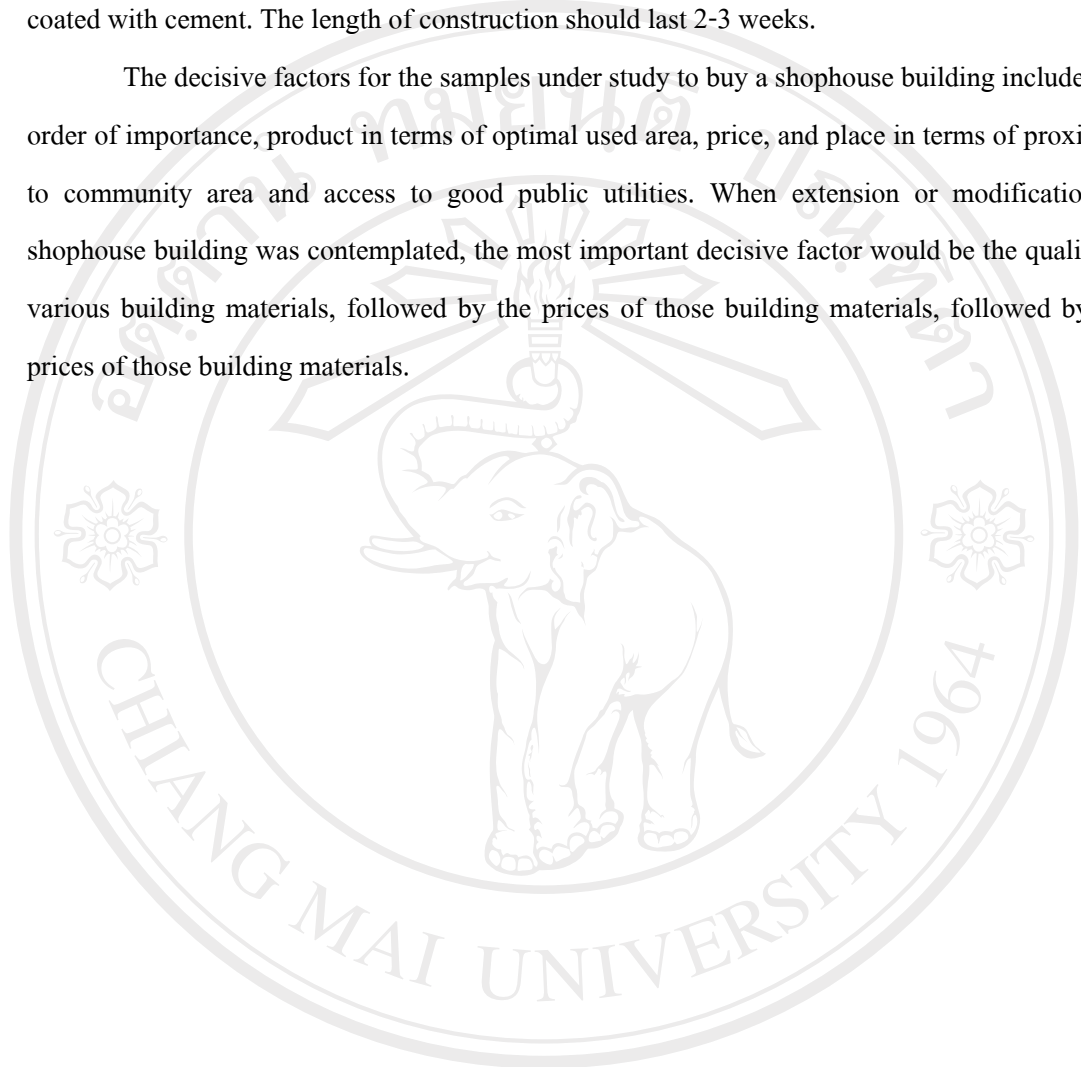 coated with cement. The length of construction should last 2-3 weeks.
The decisive factors for the samples under study to buy a shophouse building include
order of importance, product in terms of optimal used area, price, and place in terms of proxi
to community area and access to good public utilities. When extension or modificatio
shophouse building was contemplated, the most important decisive factor would be the quali
various building materials, followed by the prices of those building materials, followed by
prices of those building materials.
CHIANG MAI UNIVERSITY 1964